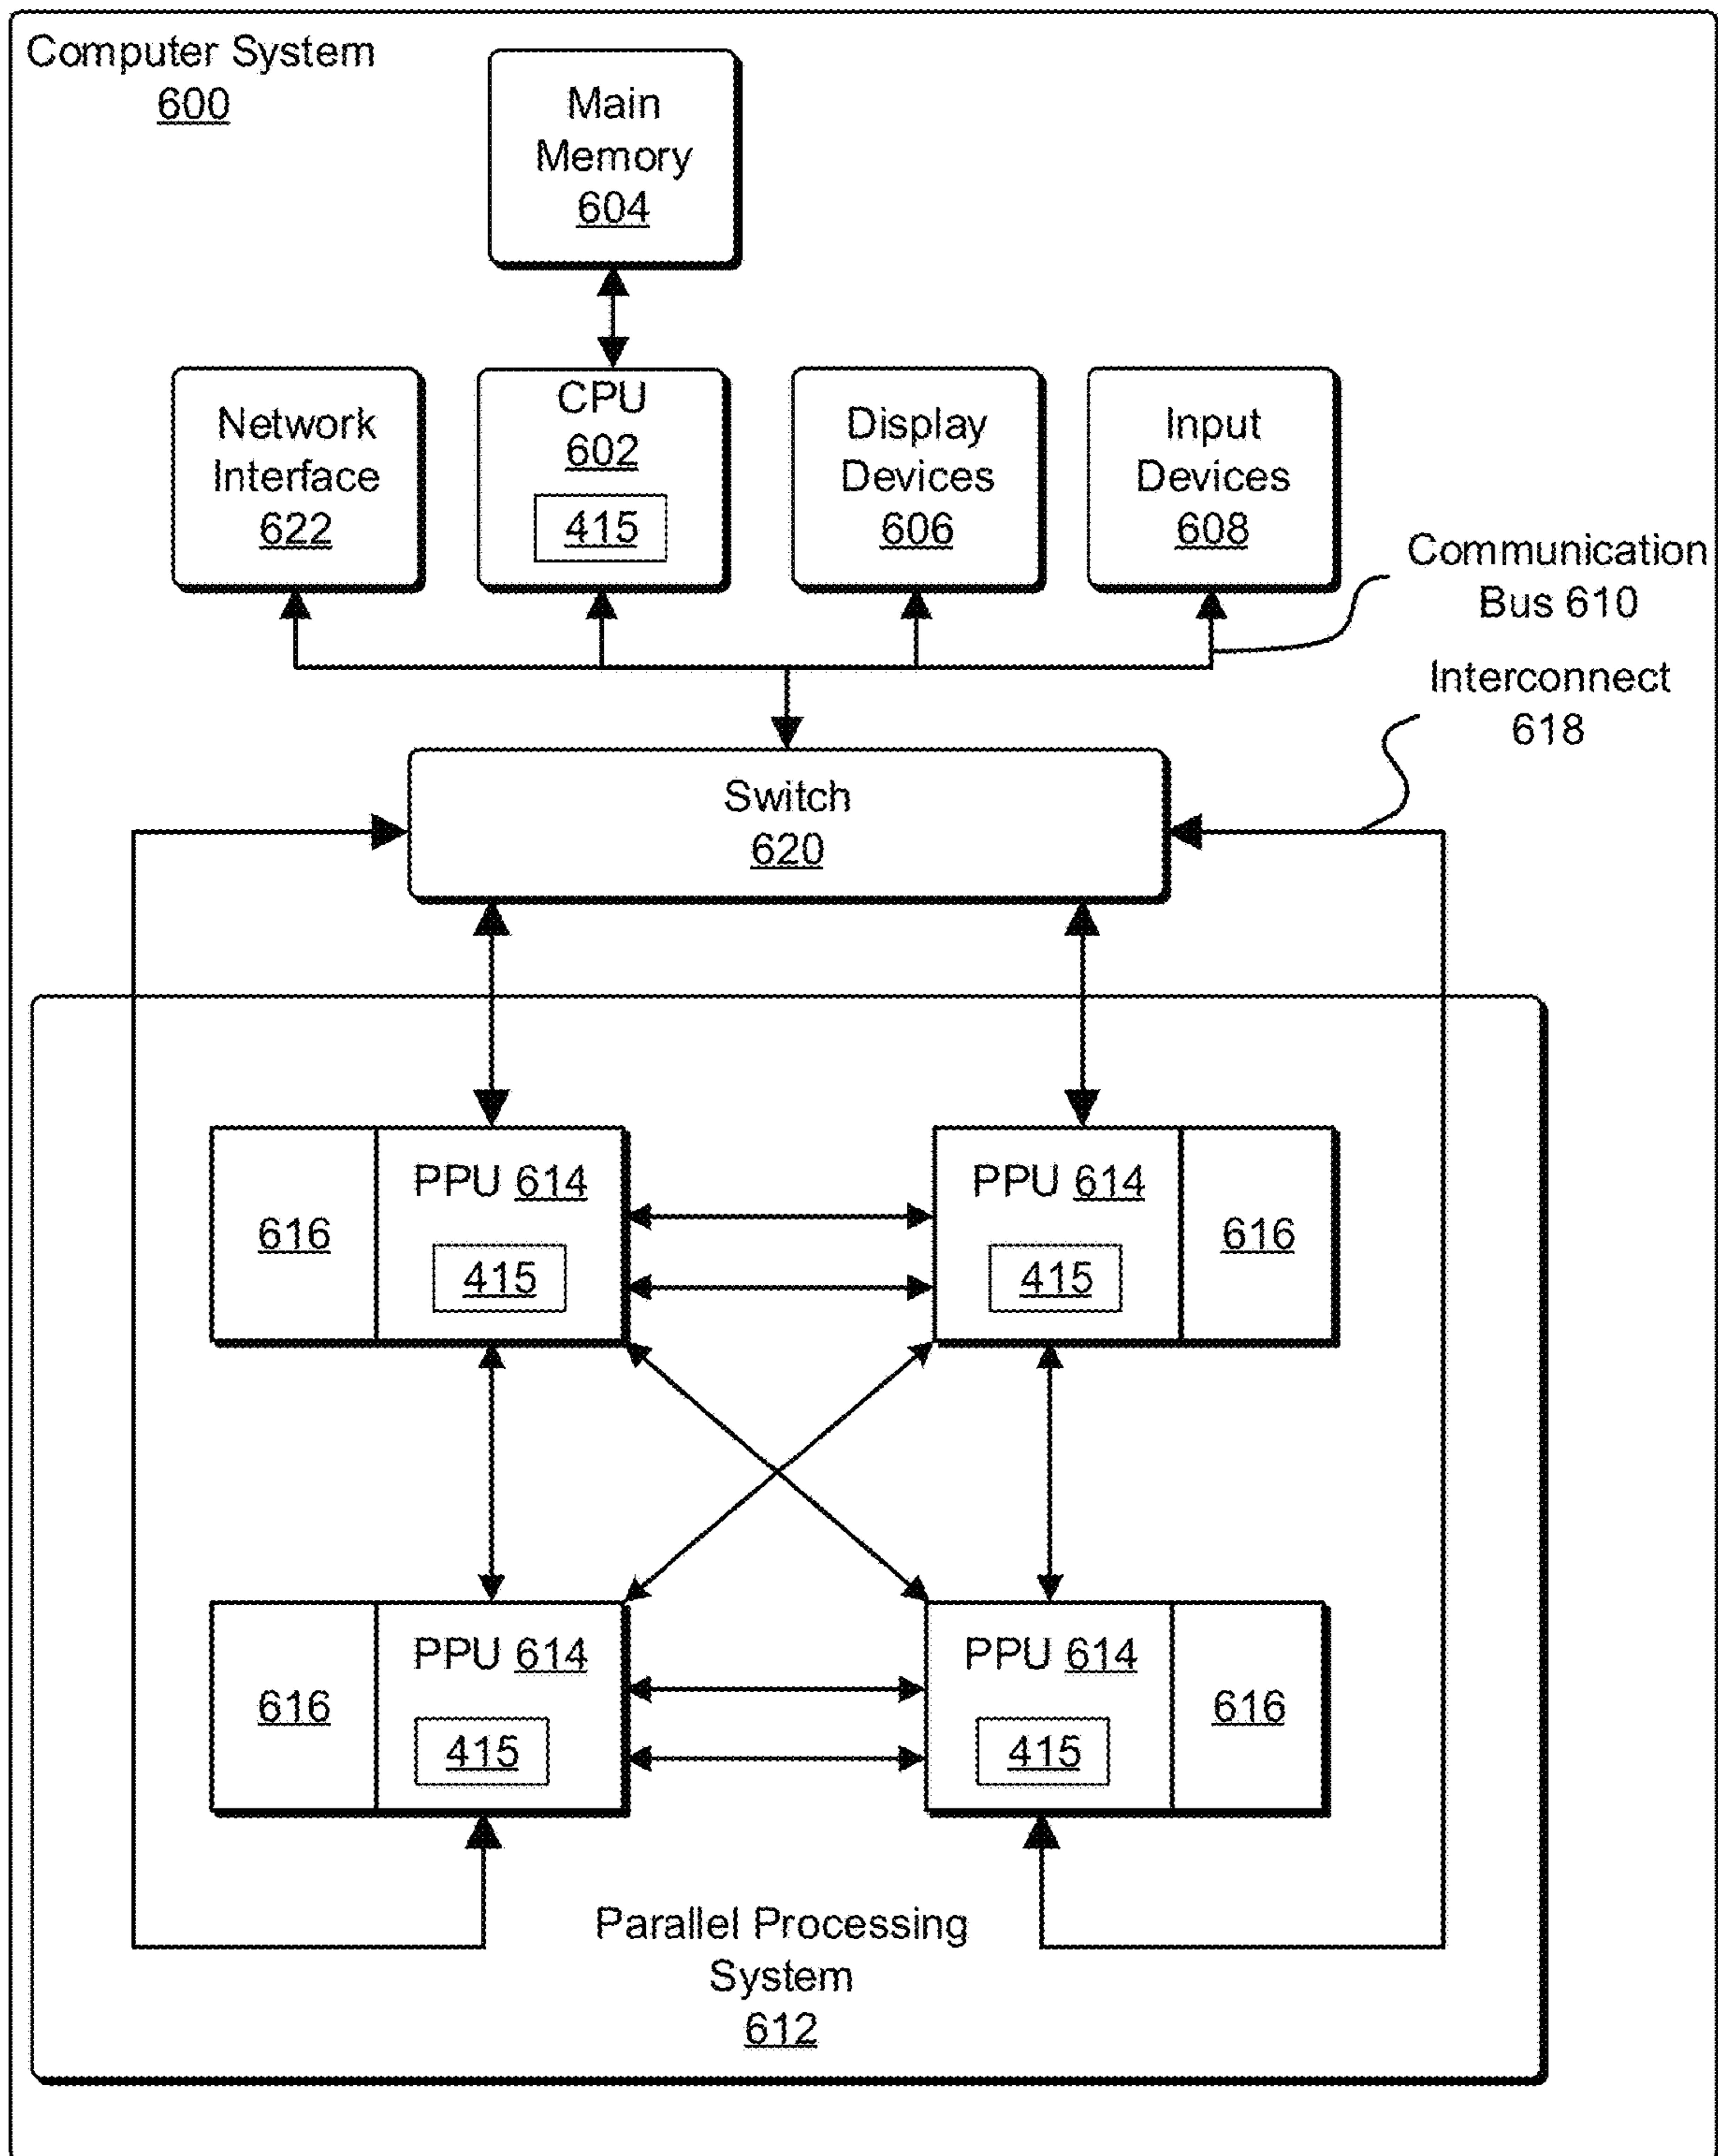 Computer System
600
Main
Memory
604
Network
Interface
622
CPU
602
415
Display
Devices
606
Input
Devices
608
Communication
Bus 610
Interconnect
618
Switch
620
616
PPU 614
415
PPU 614
415
616
616
PPU 614
415
PPU 614
415
616
Parallel Processing
System
612